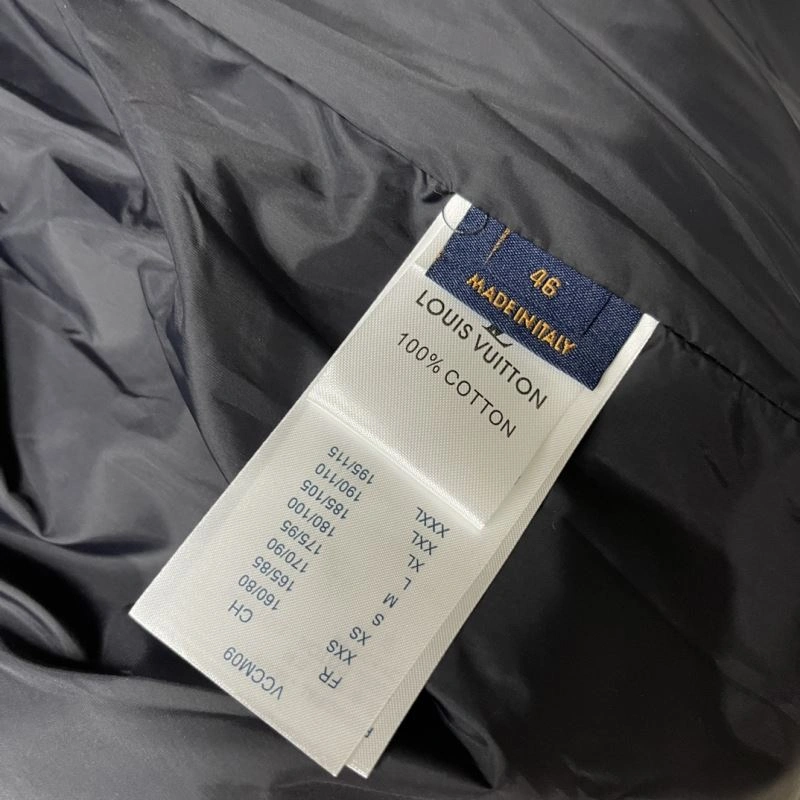 46
MADE IN ITALY
LOUIS VUITTON
100% COTTON
VCCM09
FR CH
XXS 160/80
XS 165/85
S 170/90
M 175/95
L 180/100
XL 185/105
XXL 190/110
XXXL 195/115